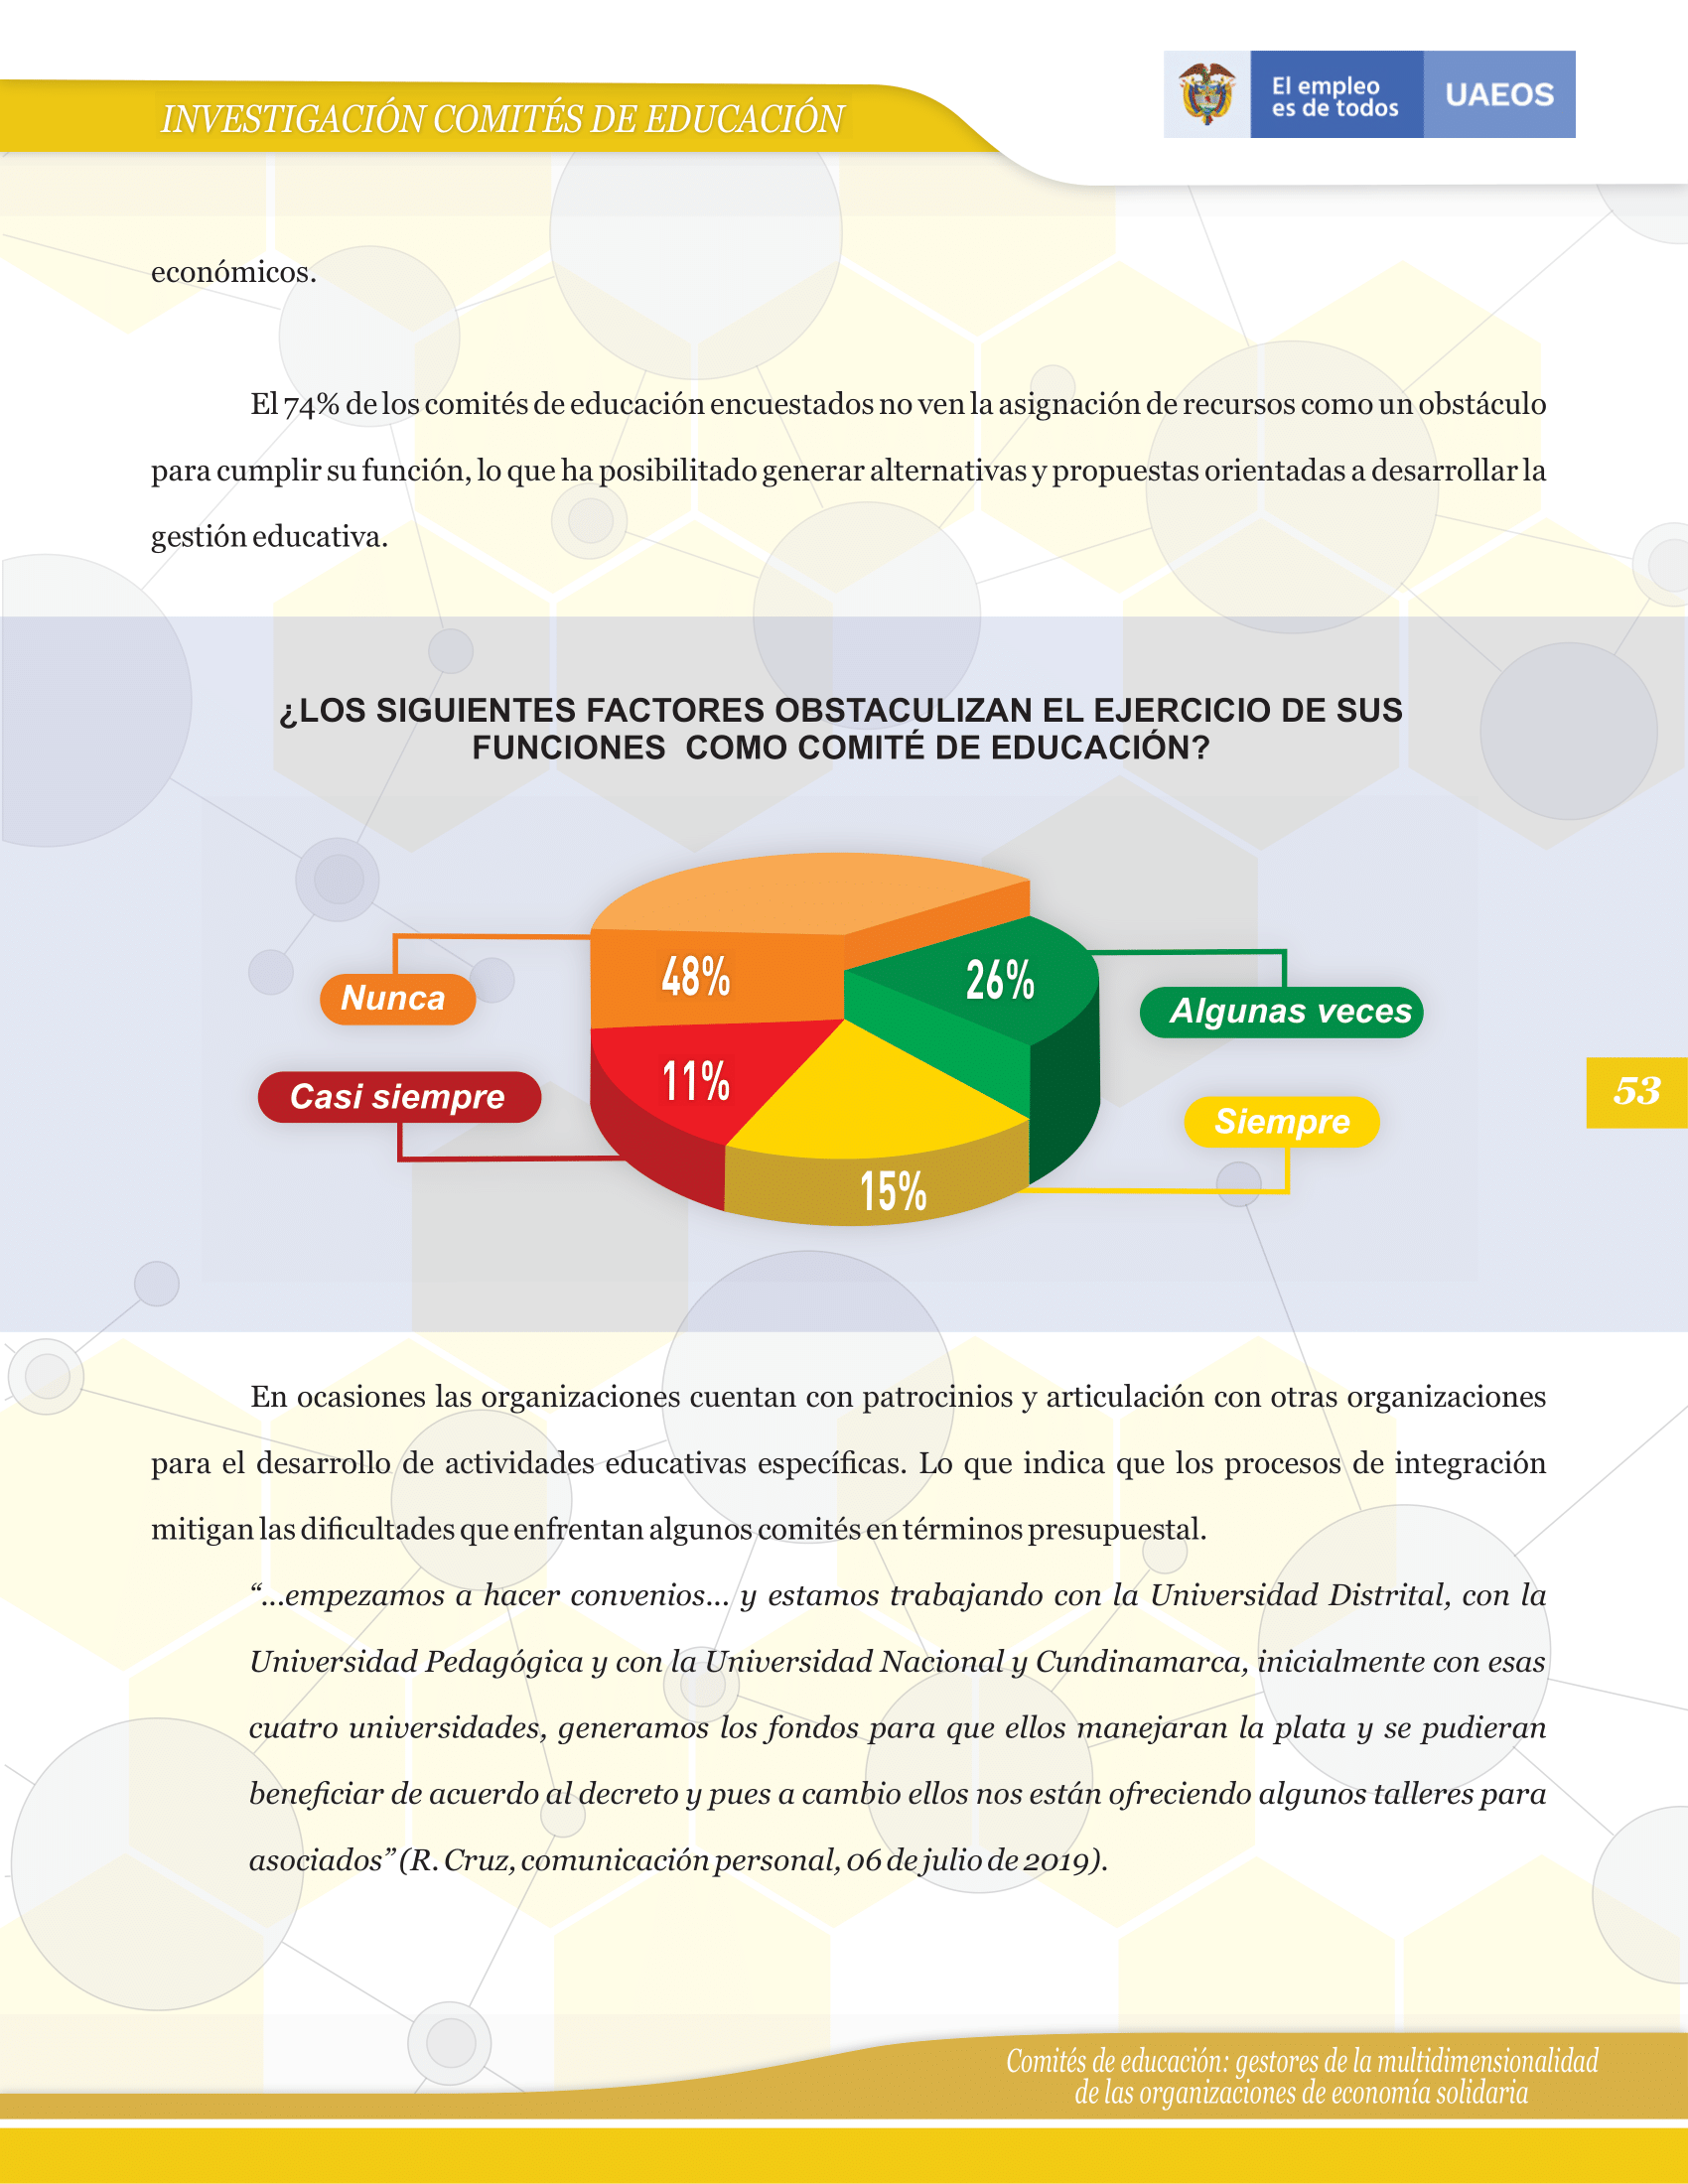 INVESTIGACIÓN COMITÉS DE EDUCACIÓN
El empleo
es de todos
UAEOS
económicos.
El 74% de los comités de educación encuestados no ven la asignación de recursos como un obstáculo
para cumplir su función, lo que ha posibilitado generar alternativas y propuestas orientadas a desarrollar la
gestión educativa.
¿LOS SIGUIENTES FACTORES OBSTACULIZAN EL EJERCICIO DE SUS
FUNCIONES COMO COMITÉ DE EDUCACIÓN?
48%
26%
Nunca
Algunas veces
11%
Casi siempre
Siempre
15%
53
En ocasiones las organizaciones cuentan con patrocinios y articulación con otras organizaciones
para el desarrollo de actividades educativas específicas. Lo que indica que los procesos de integración
mitigan las dificultades que enfrentan algunos comités en términos presupuestal.
“...empezamos a hacer convenios... y estamos trabajando con la Universidad Distrital, con la
Universidad Pedagógica y con la Universidad Nacional y Cundinamarca, inicialmente con esas
cuatro universidades, generamos los fondos para que ellos manejaran la plata y se pudieran
beneficiar de acuerdo al decreto y pues a cambio ellos nos están ofreciendo algunos talleres para
asociados” (R. Cruz, comunicación personal, 06 de julio de 2019).
Comités de educación: gestores de la multidimensionalidad
de las organizaciones de economía solidaria